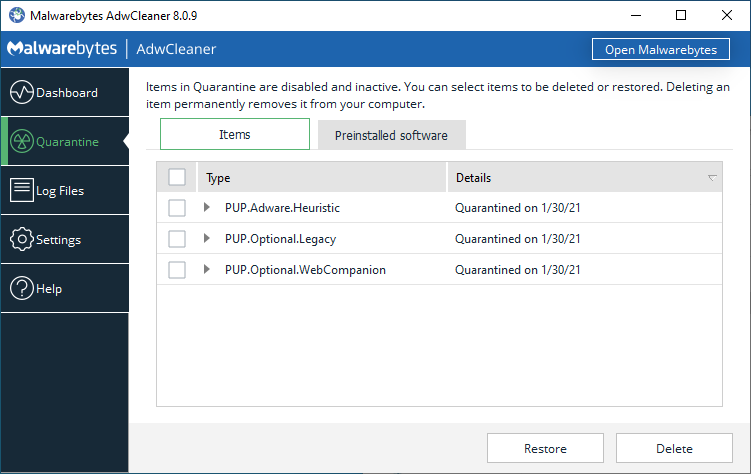 Malwarebytes AdwCleaner 8.0.9
Malwarebytes | AdwCleaner
Open Malwarebytes
Dashboard
Quarantine
Log Files
Settings
Help
Items in Quarantine are disabled and inactive. You can select items to be deleted or restored. Deleting an
item permanently removes it from your computer.
Items
Preinstalled software
Type Details
PUP.Adware.Heuristic Quarantined on 1/30/21
PUP.Optional.Legacy Quarantined on 1/30/21
PUP.Optional.WebCompanion Quarantined on 1/30/21
Restore
Delete